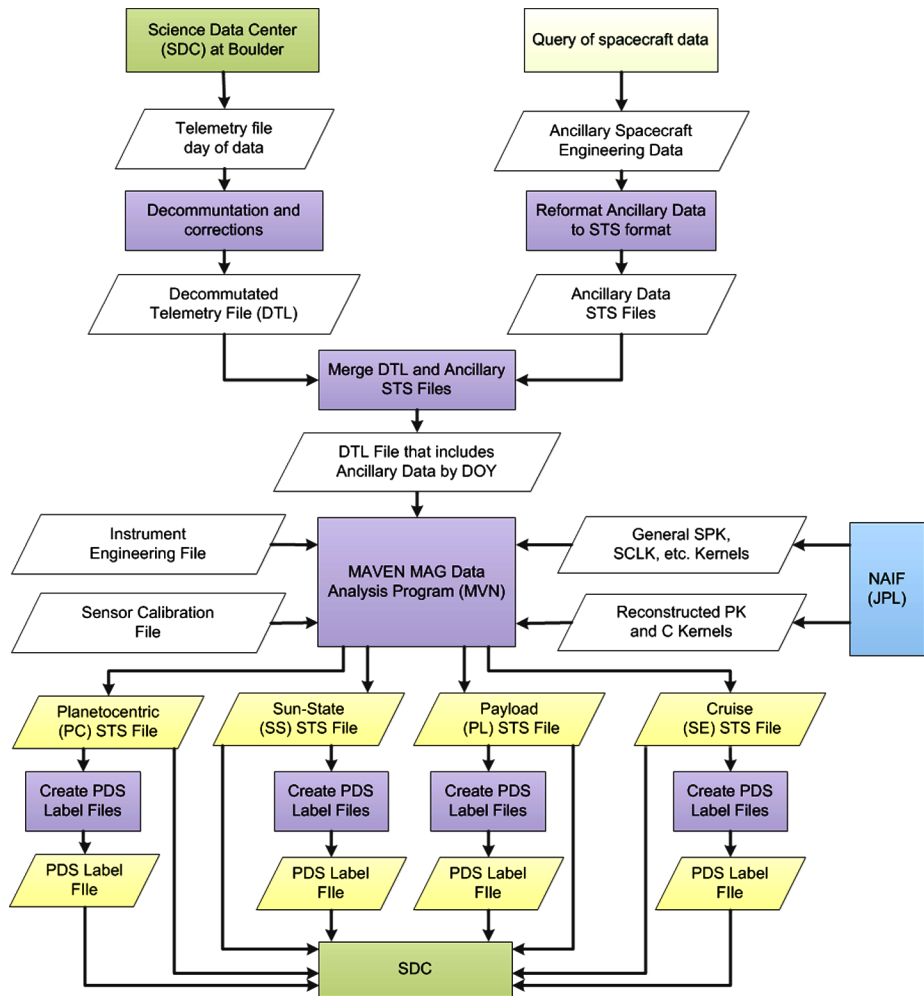 Science Data Center
(SDC) at Boulder
Query of spacecraft data
Telemetry file
day of data
Ancillary Spacecraft
Engineering Data
Decommuntation and
corrections
Reformat Ancillary Data
to STS format
Decommutated
Telemetry File (DTL)
Ancillary Data
STS Files
Merge DTL and Ancillary
STS Files
DTL File that includes
Ancillary Data by DOY
Instrument
Engineering File
MAVEN MAG Data
Analysis Program (MVN)
General SPK,
SCLK, etc. Kernels
NAIF
(JPL)
Sensor Calibration
File
Reconstructed PK
and C Kernels
Planetocentric
(PC) STS File
Sun-State
(SS) STS File
Payload
(PL) STS File
Cruise
(SE) STS File
Create PDS
Label Files
Create PDS
Label Files
Create PDS
Label Files
Create PDS
Label Files
PDS Label
FIle
PDS Label
FIle
PDS Label
FIle
PDS Label
FIle
SDC